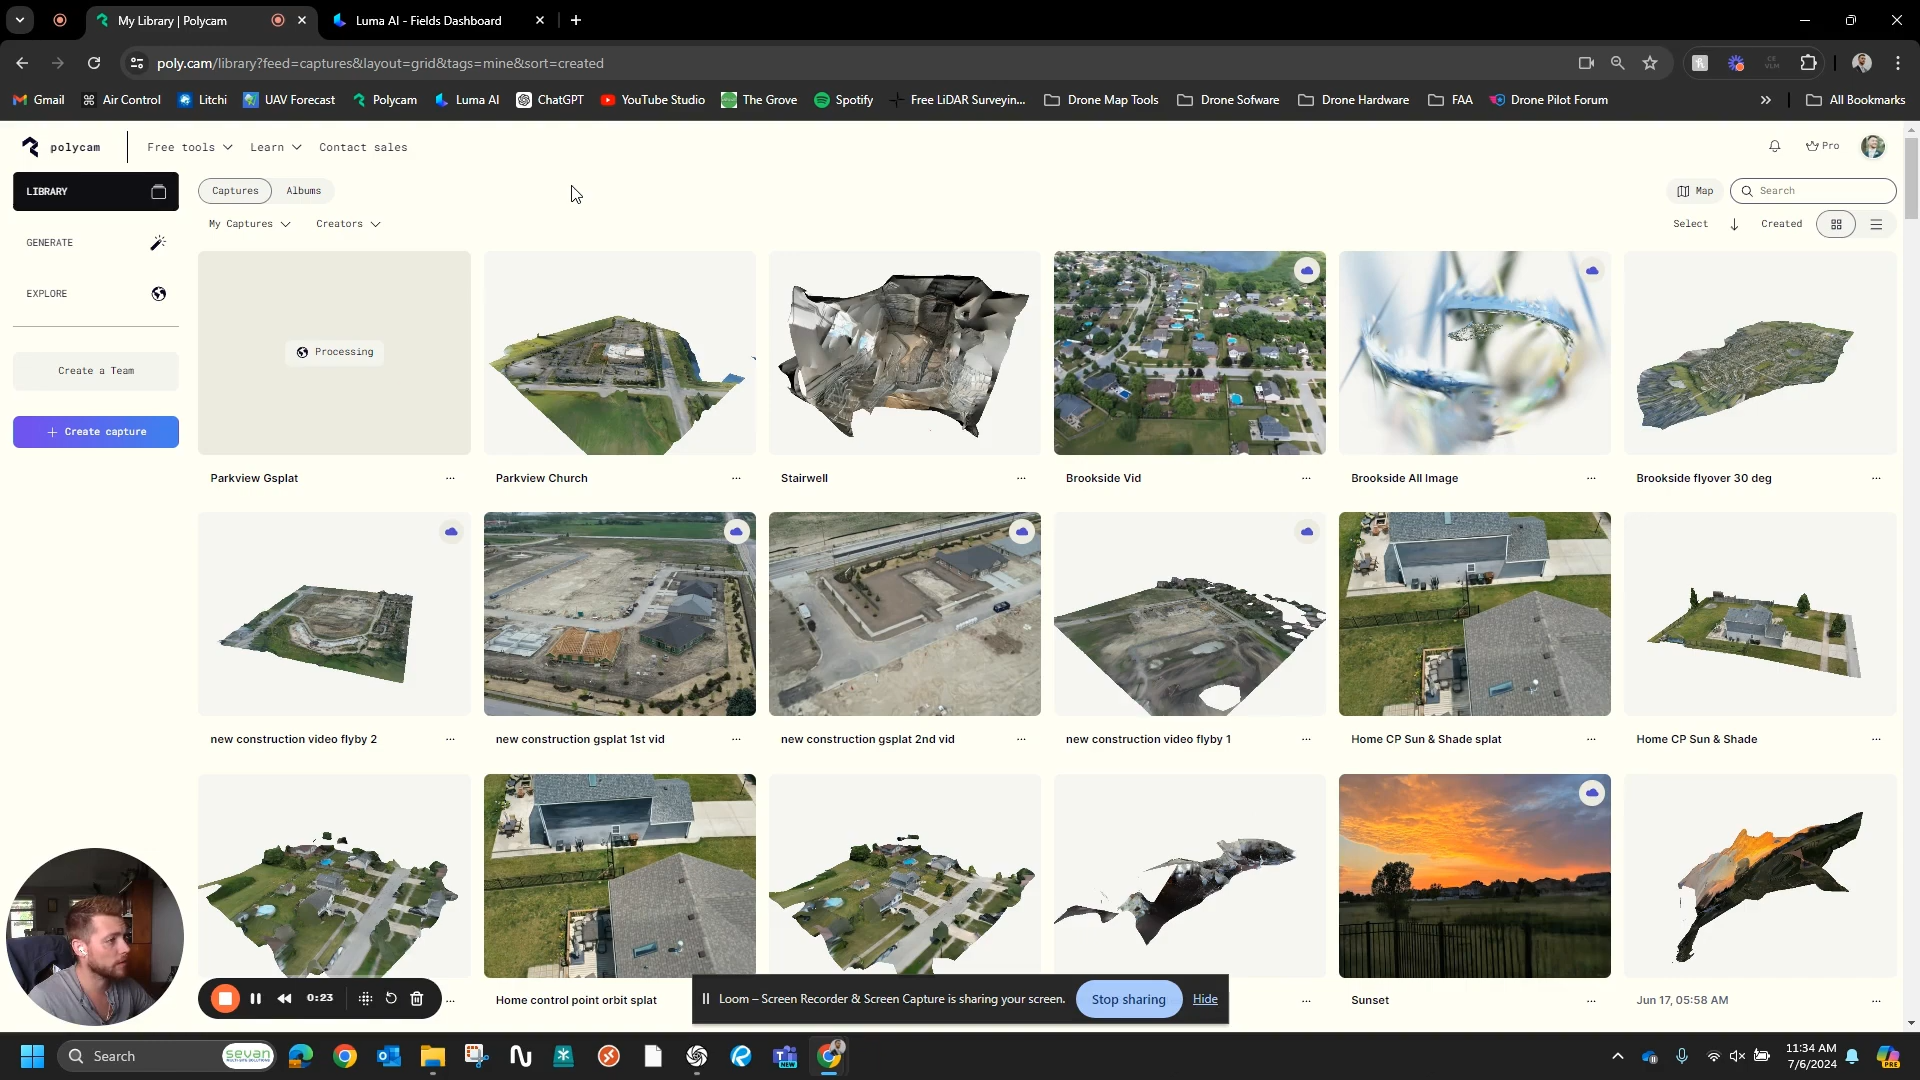 My Library | Polycam
Luma AI - Fields Dashboard
poly.cam/library?feed=captures&layout=grid&tags=mine&sort=created
Gmail
Air Control
Litchi
UAV Forecast
Polycam
Luma AI
ChatGPT
YouTube Studio
The Grove
Spotify
Free LiDAR Surveyin...
Drone Map Tools
Drone Sofware
Drone Hardware
FAA
Drone Pilot Forum
All Bookmarks
polycam
Free tools
Learn
Contact sales
Pro
LIBRARY
Captures
Albums
Map
Search
My Captures
Creators
Select
Created
GENERATE
EXPLORE
Create a Team
+ Create capture
Processing
Parkview Gsplat
Parkview Church
Stairwell
Brookside Vid
Brookside All Image
Brookside flyover 30 deg
new construction video flyby 2
new construction gsplat 1st vid
new construction gsplat 2nd vid
new construction video flyby 1
Home CP Sun & Shade splat
Home CP Sun & Shade
0:23
Home control point orbit splat
Loom – Screen Recorder & Screen Capture is sharing your screen.
Stop sharing
Hide
Sunset
Jun 17, 05:58 AM
Search
sevan
11:34 AM
7/6/2024